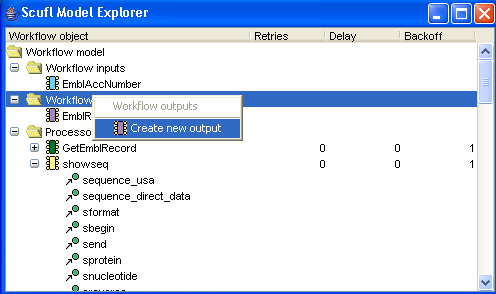 Scufl Model Explorer
Workflow object Retries Delay Backoff
Workflow model
Workflow inputs
EmblAccNumber
Workflow
Workflow outputs
EmblR
Create new output
Processo
GetEmblRecord 0 0 1
showseq 0 0 1
sequence_usa
sequence_direct_data
sformat
sbegin
send
sprotein
snucleotide